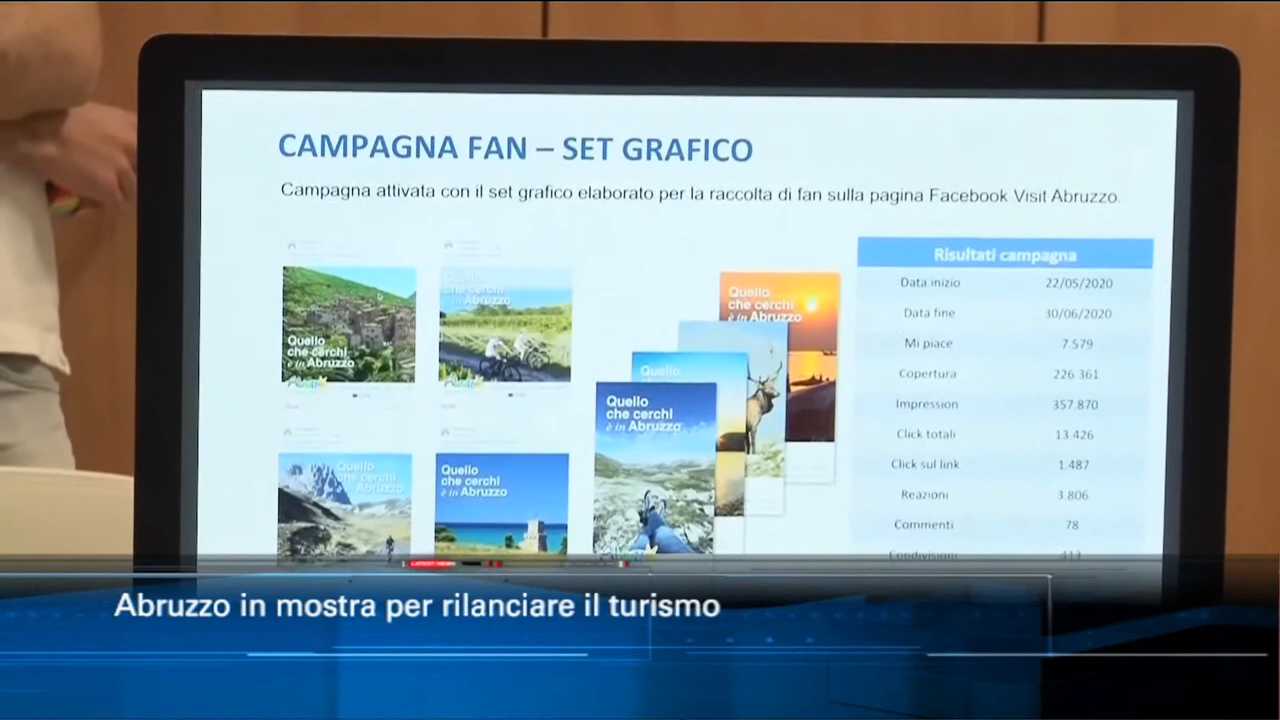 CAMPAGNA FAN – SET GRAFICO
Campagna attivata con il set grafico elaborato per la raccolta di fan sulla pagina Facebook Visit Abruzzo.
Quello
che cerchi
è in Abruzzo
Quello
che cerchi
è in Abruzzo
Quello
che cerchi
è in Abruzzo
Quello
che cerchi
è in Abruzzo
Quello
che cerchi
è in Abruzzo
Quello
Quello
che cerchi
è in Abruzzo
Risultati campagna
Data inizio 22/05/2020
Data fine 30/06/2020
Mi piace 7.579
Copertura 226.361
Impression 357.870
Click totali 13.426
Click sul link 1.487
Reazioni 3.806
Commenti 78
Condivisioni 413
LATEST NEWS
Abruzzo in mostra per rilanciare il turismo